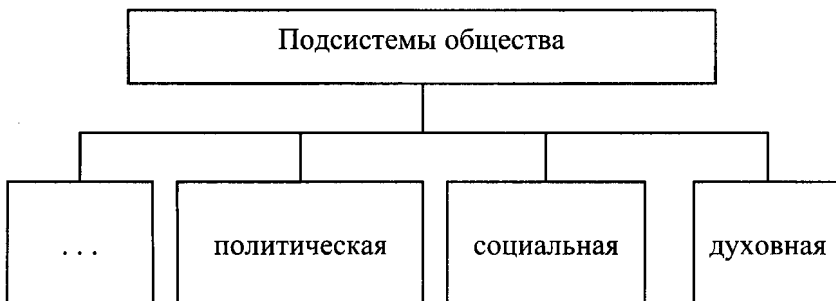 Подсистемы общества
...
политическая
социальная
духовная